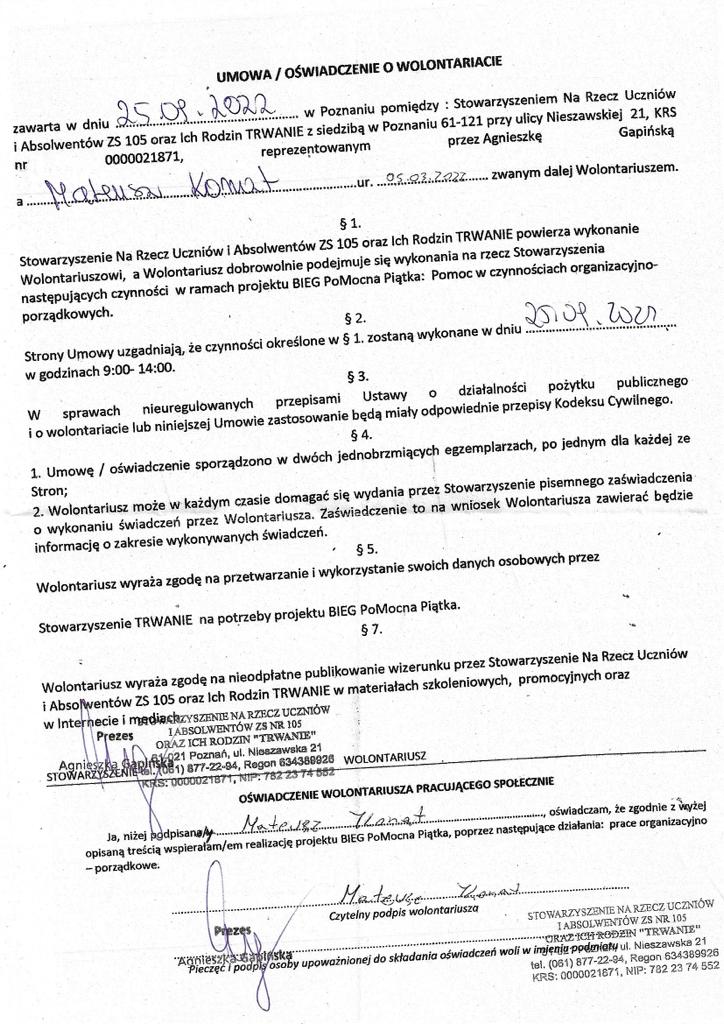 UMOWA / OŚWIADCZENIE O WOLONTARIACIE
zawarta w dniu 25.09.2022 w Poznaniu pomiędzy : Stowarzyszeniem Na Rzecz Uczniów
i Absolwentów ZS 105 oraz Ich Rodzin TRWANIE z siedzibą w Poznaniu 61-121 przy ulicy Nieszawskiej 21, KRS
nr 0000021871, reprezentowanym przez Agnieszkę Gapińską
a Mateusz ur. 05.03.2022 zwanym dalej Wolontariuszem.
§ 1.
Stowarzyszenie Na Rzecz Uczniów i Absolwentów ZS 105 oraz Ich Rodzin TRWANIE powierza wykonanie
Wolontariuszowi, a Wolontariusz dobrowolnie podejmuje się wykonania na rzecz Stowarzyszenia
następujących czynności w ramach projektu BIEG PoMocna Piątka: Pomoc w czynnościach organizacyjno-
porządkowych.
§ 2.
Strony Umowy uzgadniają, że czynności określone w § 1. zostaną wykonane w dniu
w godzinach 9:00- 14:00.
§ 3.
W sprawach nieuregulowanych przepisami Ustawy o działalności pożytku publicznego
i o wolontariacie lub niniejszej Umowie zastosowanie będą miały odpowiednie przepisy Kodeksu Cywilnego.
§ 4.
1. Umowę / oświadczenie sporządzono w dwóch jednobrzmiących egzemplarzach, po jednym dla każdej ze
Stron;
2. Wolontariusz może w każdym czasie domagać się wydania przez Stowarzyszenie pisemnego zaświadczenia
o wykonaniu świadczeń przez Wolontariusza. Zaświadczenie to na wniosek Wolontariusza zawierać będzie
informację o zakresie wykonywanych świadczeń.
§ 5.
Wolontariusz wyraża zgodę na przetwarzanie i wykorzystanie swoich danych osobowych przez
Stowarzyszenie TRWANIE na potrzeby projektu BIEG PoMocna Piątka.
§ 7.
Wolontariusz wyraża zgodę na nieodpłatne publikowanie wizerunku przez Stowarzyszenie Na Rzecz Uczniów
i Absolwentów ZS 105 oraz Ich Rodzin TRWANIE w materiałach szkoleniowych, promocyjnych oraz
w Internecie i mediach.
STOWARZYSZENIE NA RZECZ UCZNIÓW
I ABSOLWENTÓW ZS NR 105
ORAZ ICH RODZIN "TRWANIE"
61-021 Poznań, ul. Nieszawska 21
tel. (061) 877-22-94, Regon 634389926
KRS: 0000021871, NIP: 782 23 74 552
Prezes
Agnieszka Gapińska
STOWARZYSZENIE WOLONTARIUSZ
OŚWIADCZENIE WOLONTARIUSZA PRACUJĄCEGO SPOŁECZNIE
Ja, niżej podpisana/y Mateusz, oświadczam, że zgodnie z wyżej
opisaną treścią wspierałam/em realizację projektu BIEG PoMocna Piątka, poprzez następujące działania: prace organizacyjno
– porządkowe.
Mateusz
Czytelny podpis wolontariusza
STOWARZYSZENIE NA RZECZ UCZNIÓW
I ABSOLWENTÓW ZS NR 105
ORAZ ICH RODZIN "TRWANIE"
ul. Nieszawska 21
tel. (061) 877-22-94, Regon 634389926
KRS: 0000021871, NIP: 782 23 74 552
Prezes
Agnieszka Gapińska
Pieczęć i podpis osoby upoważnionej do składania oświadczeń woli w imieniu podmiotu